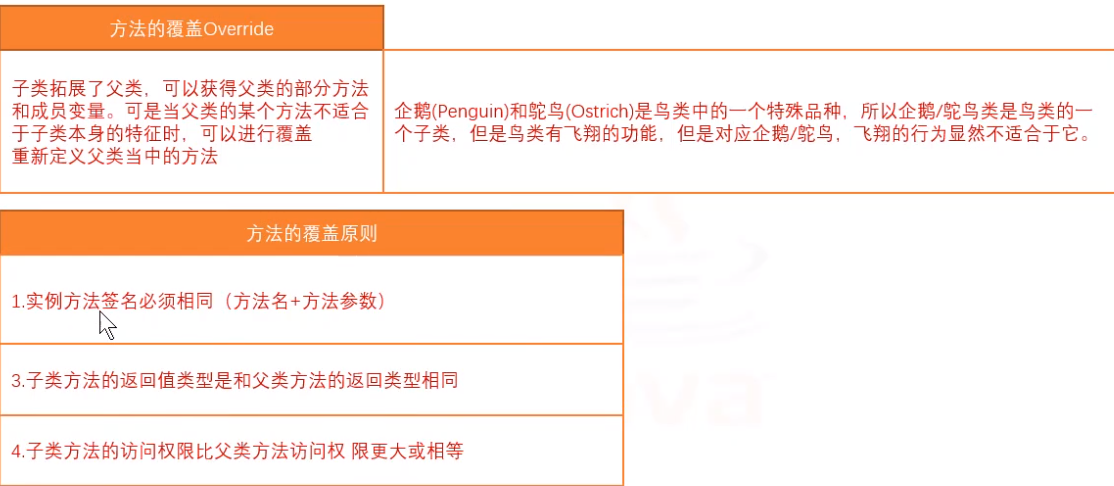 方法的覆盖Override
子类拓展了父类，可以获得父类的部分方法
和成员变量。可是当父类的某个方法不适合
于子类本身的特征时，可以进行覆盖
重新定义父类当中的方法
企鹅(Penguin)和鸵鸟(Ostrich)是鸟类中的一个特殊品种，所以企鹅/鸵鸟类是鸟类的一
个子类，但是鸟类有飞翔的功能，但是对应企鹅/鸵鸟，飞翔的行为显然不适合于它。
方法的覆盖原则
1.实例方法签名必须相同（方法名+方法参数）
3.子类方法的返回值类型是和父类方法的返回类型相同
4.子类方法的访问权限比父类方法访问权 限更大或相等